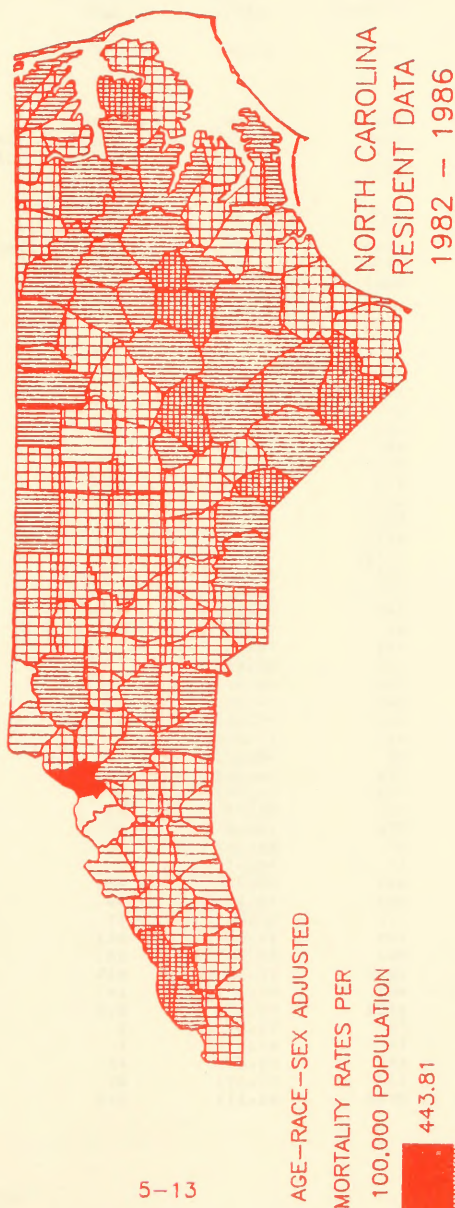 NORTH CAROLINA
RESIDENT DATA
1982 – 1986
AGE–RACE–SEX ADJUSTED
MORTALITY RATES PER
100,000 POPULATION
443.81
5-13